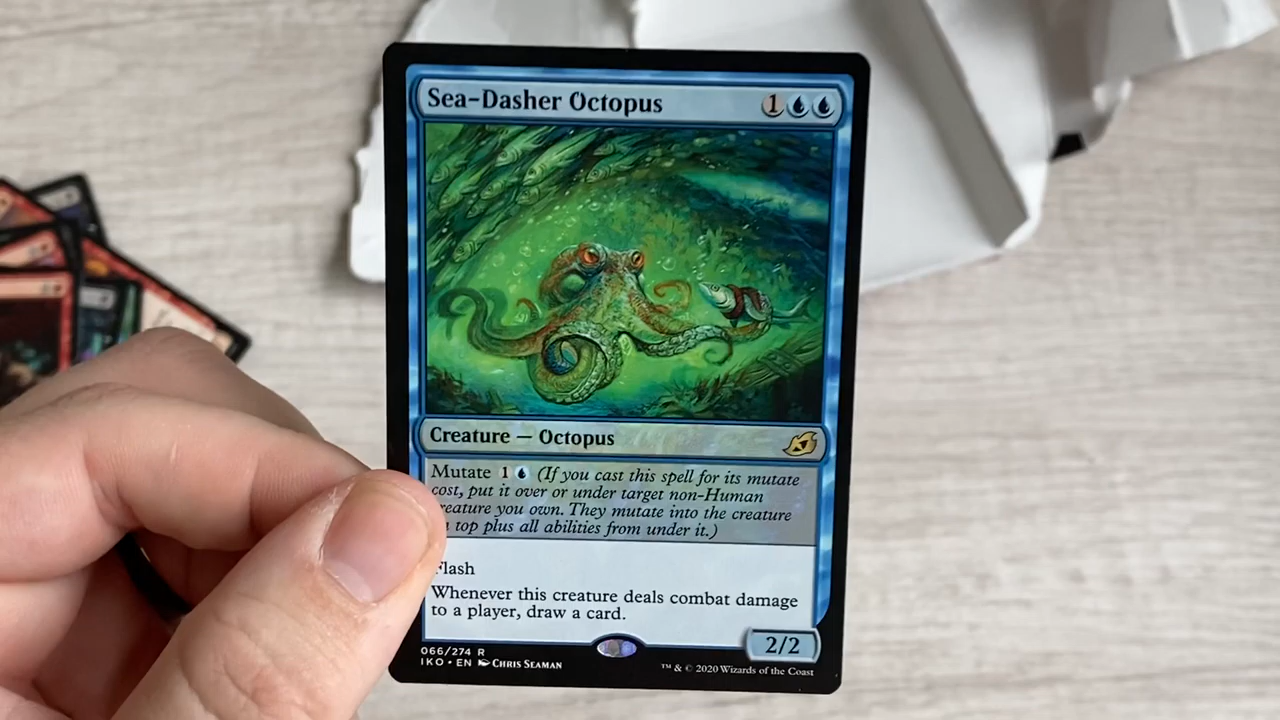 Sea-Dasher Octopus 1
Creature — Octopus
Mutate 1 (If you cast this spell for its mutate
cost, put it over or under target non-Human
reature you own. They mutate into the creature
top plus all abilities from under it.)
Flash
Whenever this creature deals combat damage
to a player, draw a card.
2/2
066/274 R
IKO • EN CHRIS SEAMAN
™ & © 2020 Wizards of the Coast